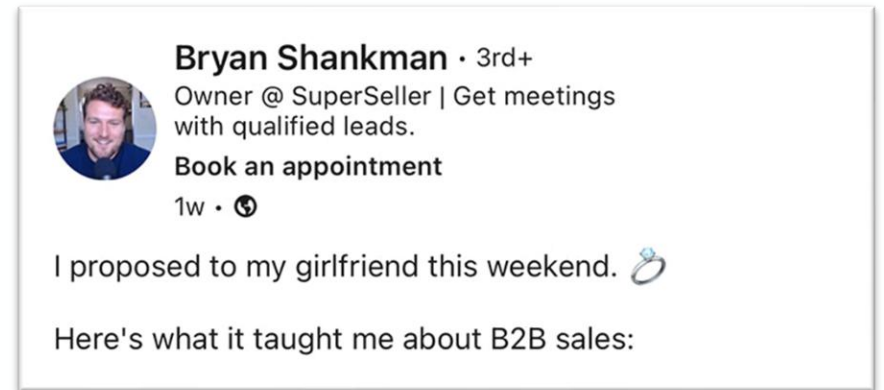 Bryan Shankman · 3rd+
Owner @ SuperSeller | Get meetings
with qualified leads.
Book an appointment
1w ·
I proposed to my girlfriend this weekend. 💍
Here's what it taught me about B2B sales: